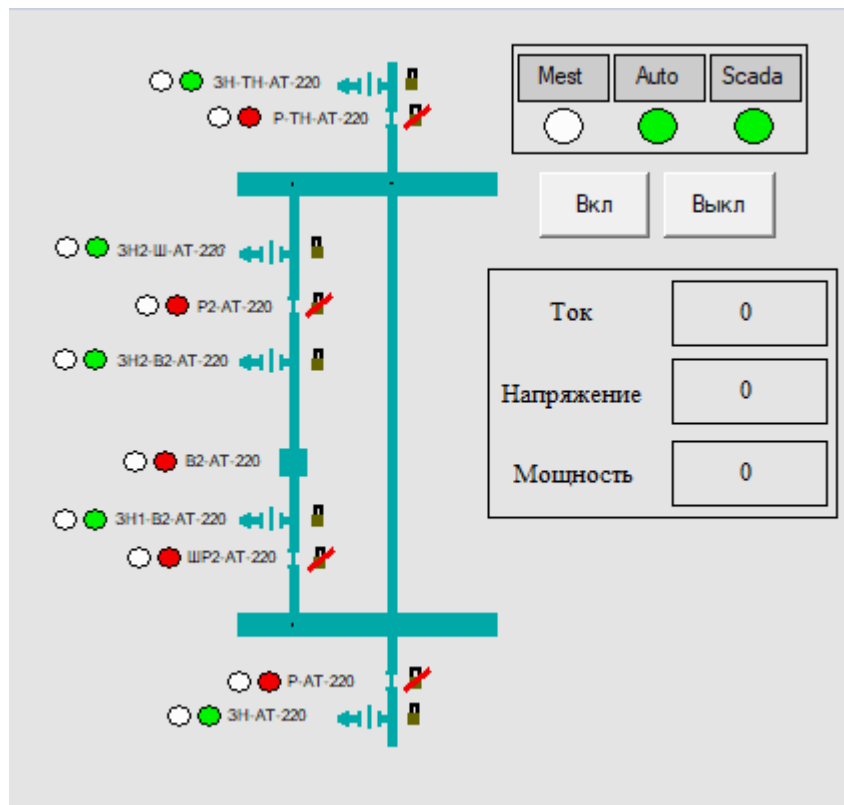 ЗН-ТН-АТ-220
Р-ТН-АТ-220
Mest Auto Scada
Вкл Выкл
ЗН2-Ш-АТ-220
Р2-АТ-220
Ток 0
ЗН2-В2-АТ-220
Напряжение 0
В2-АТ-220
Мощность 0
ЗН1-В2-АТ-220
ШР2-АТ-220
Р-АТ-220
ЗН-АТ-220